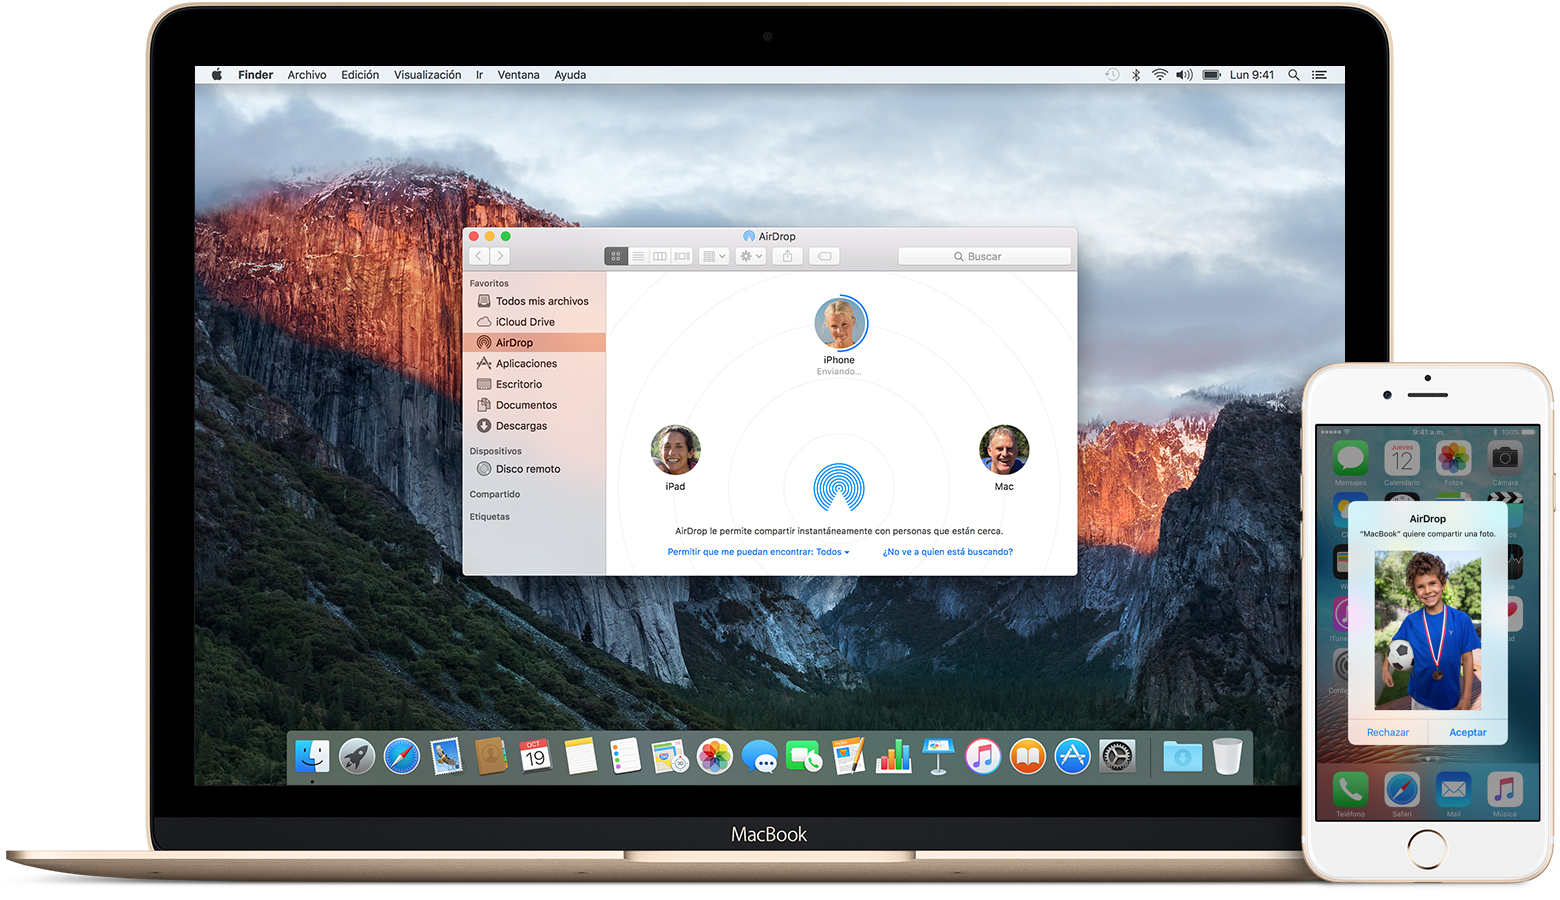 Finder Archivo Edición Visualización Ir Ventana Ayuda
Lun 9:41
AirDrop
Buscar
Favoritos
Todos mis archivos
iCloud Drive
AirDrop
Aplicaciones
Escritorio
Documentos
Descargas
Dispositivos
Disco remoto
Compartido
Etiquetas
iPhone
Enviando...
iPad
Mac
AirDrop le permite compartir instantáneamente con personas que están cerca.
Permitir que me puedan encontrar: Todos
¿No ve a quien está buscando?
OCT
19
MacBook
9:41 a.m.
100%
Jueves
12
Mensajes Calendario Fotos Cámara
AirDrop
“MacBook” quiere compartir una foto.
Rechazar Aceptar
Teléfono Safari Mail Música